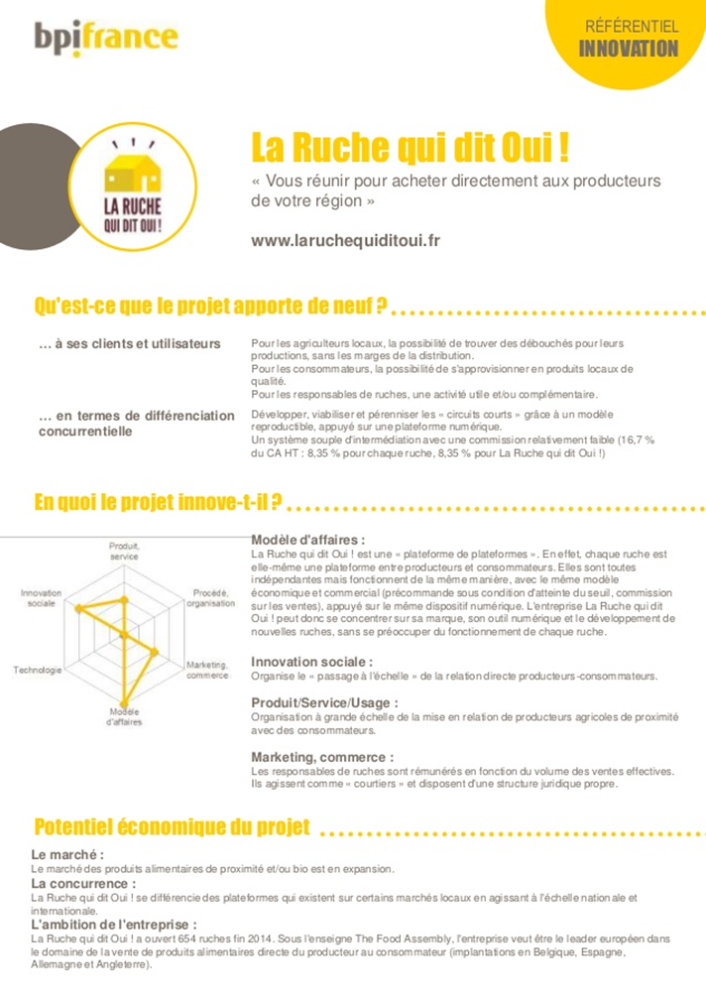 bpifrance
RÉFÉRENTIEL
INNOVATION
LA RUCHE
QUI DIT OUI !
La Ruche qui dit Oui !
« Vous réunir pour acheter directement aux producteurs
de votre région »
www.laruchequiditoui.fr
Qu'est-ce que le projet apporte de neuf ?
… à ses clients et utilisateurs
Pour les agriculteurs locaux, la possibilité de trouver des débouchés pour leurs
productions, sans les marges de la distribution.
Pour les consommateurs, la possibilité de s'approvisionner en produits locaux de
qualité.
Pour les responsables de ruches, une activité utile et/ou complémentaire.
… en termes de différenciation
concurrentielle
Développer, viabiliser et pérenniser les « circuits courts » grâce à un modèle
reproductible, appuyé sur une plateforme numérique.
Un système souple d'intermédiation avec une commission relativement faible (16,7 %
du CA HT : 8,35 % pour chaque ruche, 8,35 % pour La Ruche qui dit Oui !)
En quoi le projet innove-t-il ?
Produit,
service
Procédé,
organisation
Marketing,
commerce
Modèle
d'affaires
Technologie
Innovation
sociale
Modèle d'affaires :
La Ruche qui dit Oui ! est une « plateforme de plateformes ». En effet, chaque ruche est
elle-même une plateforme entre producteurs et consommateurs. Elles sont toutes
indépendantes mais fonctionnent de la même manière, avec le même modèle
économique et commercial (précommande sous condition d'atteinte du seuil, commission
sur les ventes), appuyé sur le même dispositif numérique. L'entreprise La Ruche qui dit
Oui ! peut donc se concentrer sur sa marque, son outil numérique et le développement de
nouvelles ruches, sans se préoccuper du fonctionnement de chaque ruche.
Innovation sociale :
Organise le « passage à l'échelle » de la relation directe producteurs-consommateurs.
Produit/Service/Usage :
Organisation à grande échelle de la mise en relation de producteurs agricoles de proximité
avec des consommateurs.
Marketing, commerce :
Les responsables de ruches sont rémunérés en fonction du volume des ventes effectives.
Ils agissent comme « courtiers » et disposent d'une structure juridique propre.
Potentiel économique du projet
Le marché :
Le marché des produits alimentaires de proximité et/ou bio est en expansion.
La concurrence :
La Ruche qui dit Oui ! se différencie des plateformes qui existent sur certains marchés locaux en agissant à l'échelle nationale et
internationale.
L'ambition de l'entreprise :
La Ruche qui dit Oui ! a ouvert 654 ruches fin 2014. Sous l'enseigne The Food Assembly, l'entreprise veut être le leader européen dans
le domaine de la vente de produits alimentaires directe du producteur au consommateur (implantations en Belgique, Espagne,
Allemagne et Angleterre).